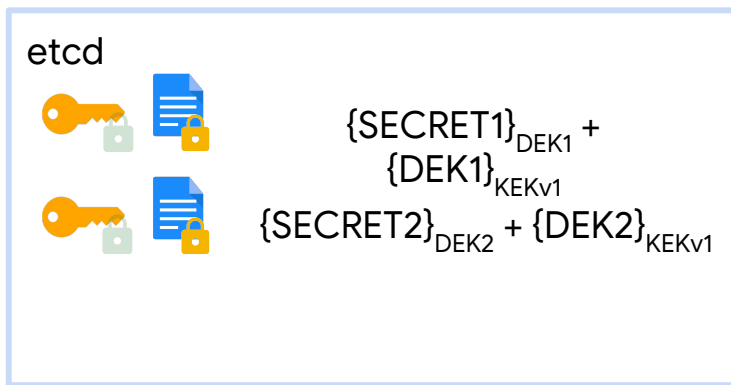 etcd
{SECRET1}DEK1 +
{DEK1}KEKv1
{SECRET2}DEK2 + {DEK2}KEKv1